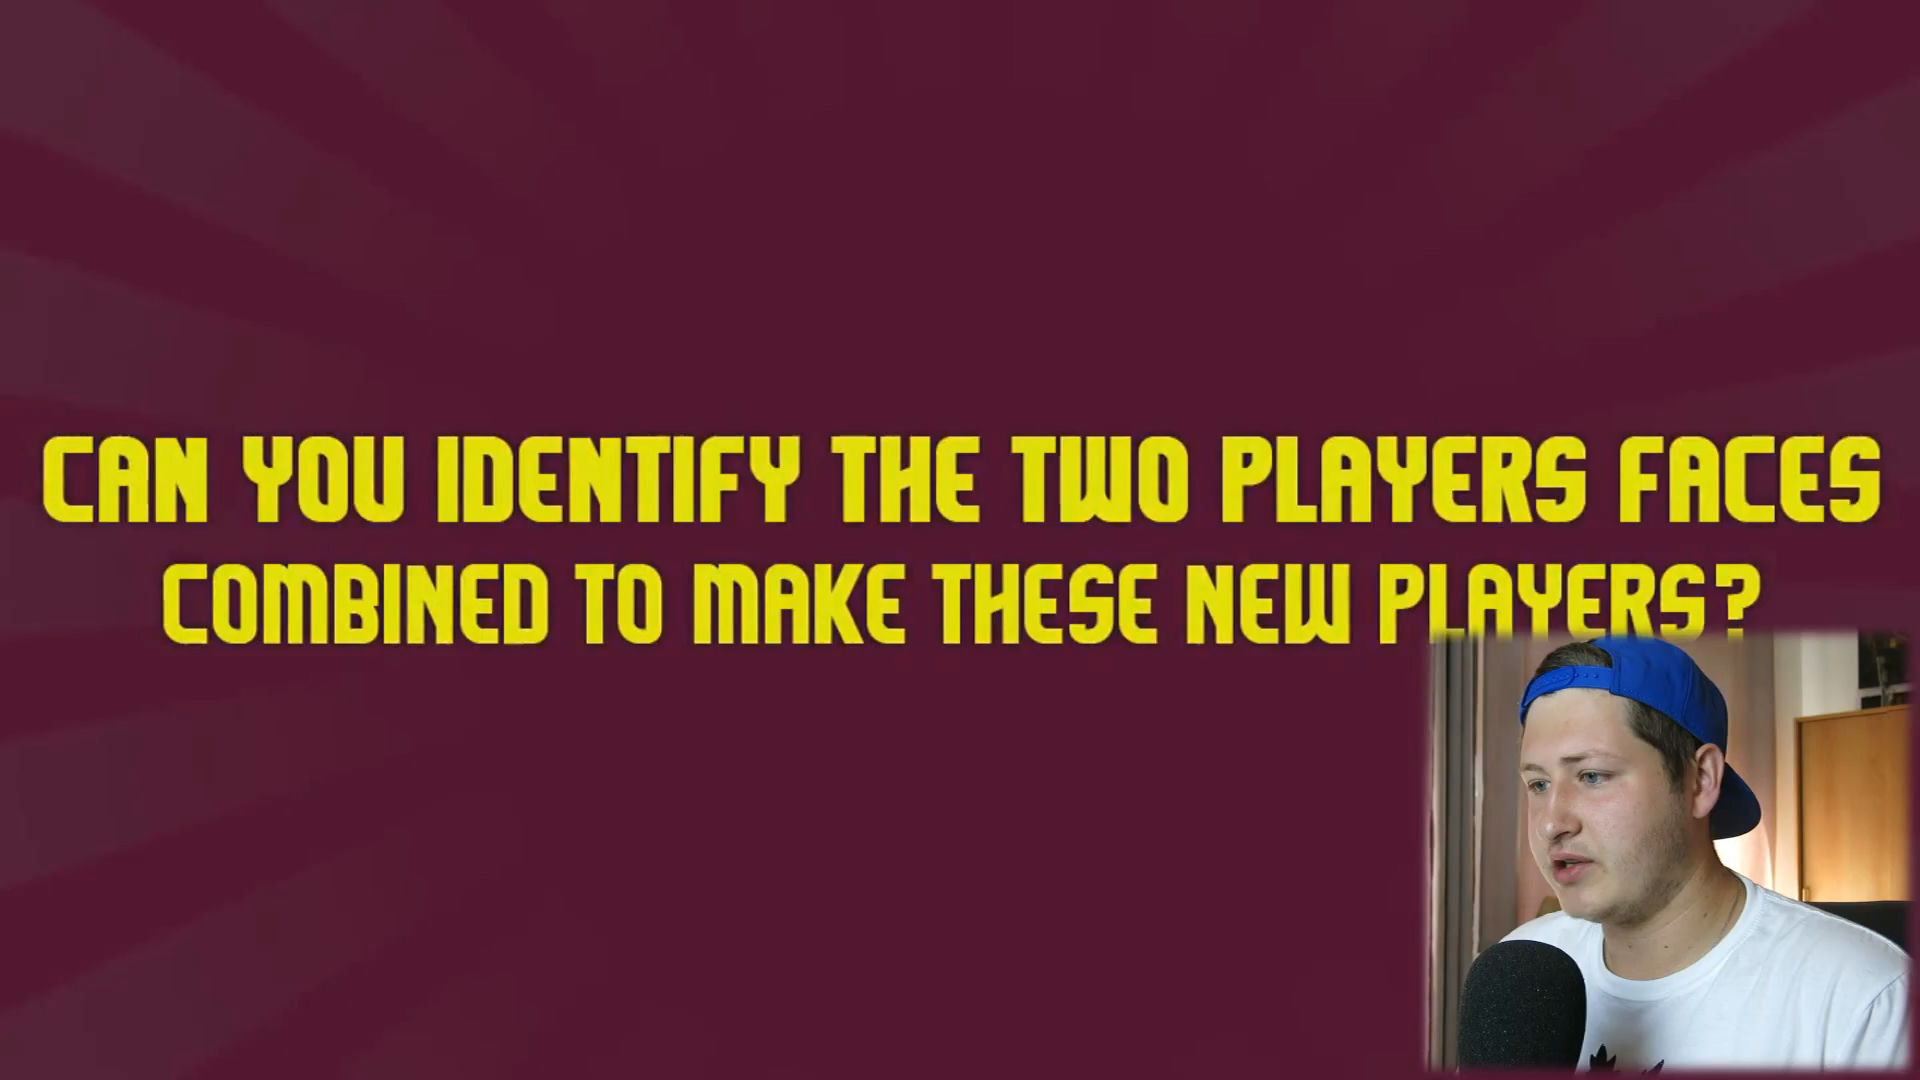 CAN YOU IDENTIFY THE TWO PLAYERS FACES
COMBINED TO MAKE THESE NEW PLAYERS?